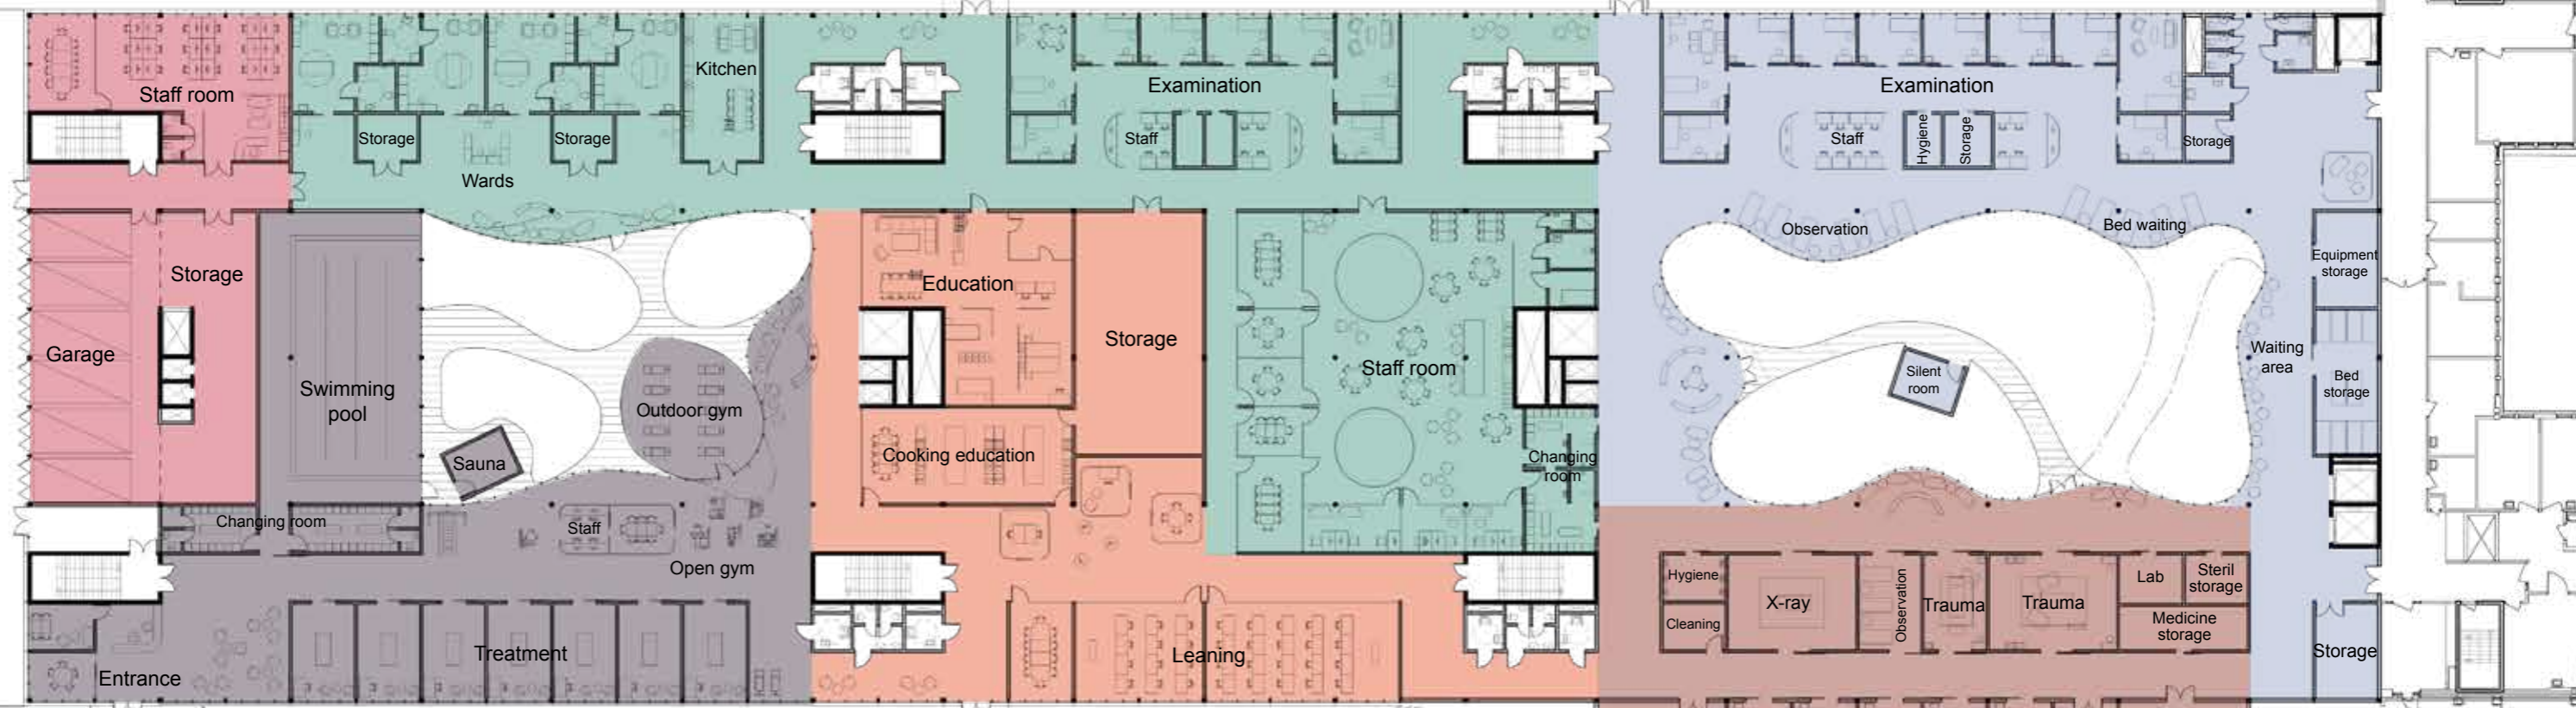 Staff room
Storage
Wards
Storage
Kitchen
Examination
Staff
Examination
Staff
Hygiene
Storage
Storage
Garage
Storage
Swimming
pool
Sauna
Outdoor gym
Education
Cooking education
Storage
Staff room
Changing
room
Observation
Bed waiting
Silent
room
Waiting
area
Equipment
storage
Bed
storage
Changing room
Staff
Open gym
Entrance
Treatment
Leaning
Hygiene
Cleaning
X-ray
Observation
Trauma
Trauma
Lab
Steril
storage
Medicine
storage
Storage